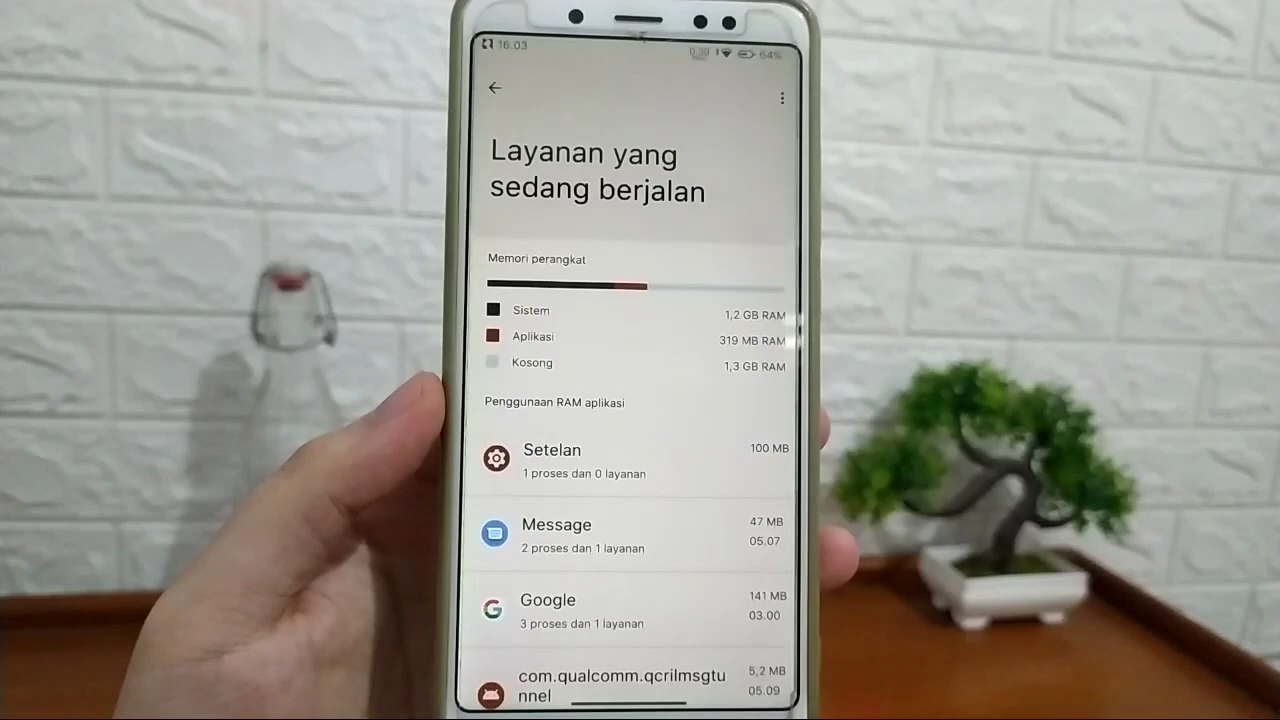 16.03
0,39
64%
Layanan yang
sedang berjalan
Memori perangkat
Sistem 1,2 GB RAM
Aplikasi 319 MB RAM
Kosong 1,3 GB RAM
Penggunaan RAM aplikasi
Setelan 100 MB
1 proses dan 0 layanan
Message 47 MB
2 proses dan 1 layanan 05.07
Google 141 MB
3 proses dan 1 layanan 03.00
com.qualcomm.qcrilmsgtu 5,2 MB
nnel 05.09